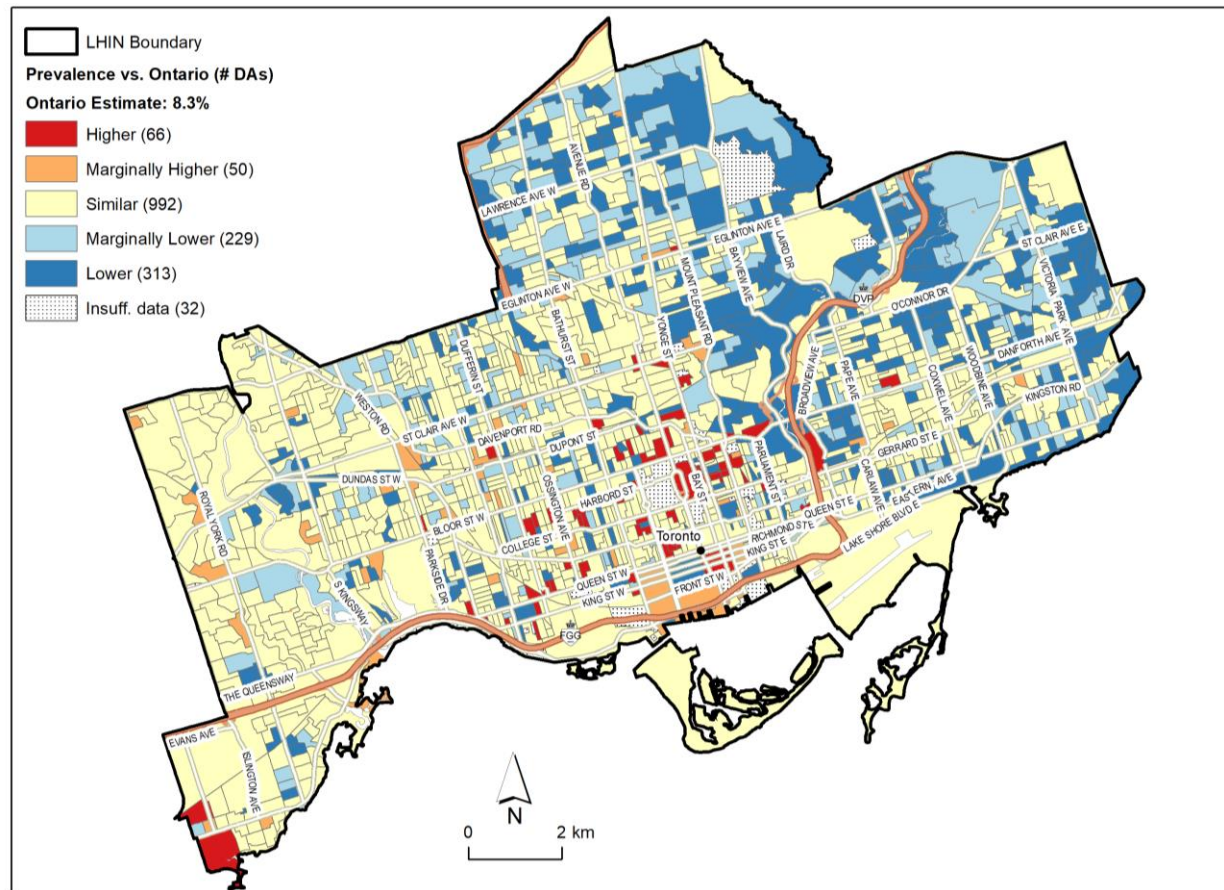 LHIN Boundary
Prevalence vs. Ontario (# DAs)
Ontario Estimate: 8.3%
Higher (66)
Marginally Higher (50)
Similar (992)
Marginally Lower (229)
Lower (313)
Insuff. data (32)
AVENUE RD
LAWRENCE AVE W
EGLINTON AVE E
LAIRD DR
BAYVIEW AVE
MOUNT PLEASANT RD
ST CLAIR AVE E
VICTORIA PARK AVE
EGLINTON AVE W
BATHURST ST
YONGE ST
DVP
O'CONNOR DR
DUFFERIN ST
BROADVIEW AVE
PAPE AVE
COXWELL AVE
WOODBINE AVE
DANFORTH AVE
KINGSTON RD
WESTON RD
ST CLAIR AVE W
DAVENPORT RD
DUPONT ST
PARLIAMENT ST
GERRARD ST E
CARLAW AVE
EASTERN AVE
ROYAL YORK RD
DUNDAS ST W
OSSINGTON AVE
HARBORD ST
BAY ST
BLOOR ST W
COLLEGE ST
QUEEN ST E
RICHMOND ST E
KING ST E
LAKE SHORE BLVD E
Toronto
S KINGSWAY
PARKSIDE DR
QUEEN ST W
KING ST W
FRONT ST W
FGG
THE QUEENSWAY
EVANS AVE
ISLINGTON AVE
N
0 2 km